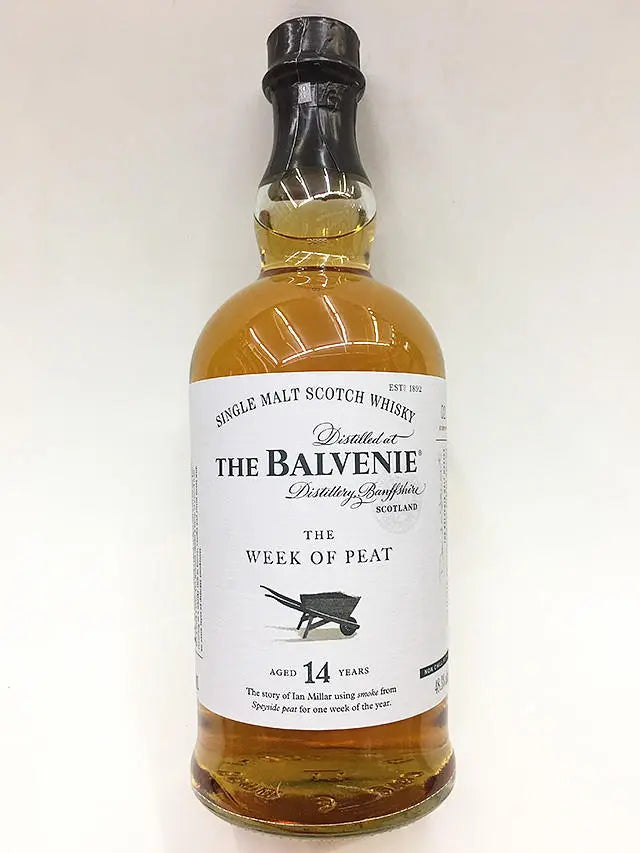 ESTD 1892
SINGLE MALT SCOTCH WHISKY
Distilled at
THE BALVENIE®
Distillery, Banffshire
SCOTLAND
THE
WEEK OF PEAT
AGED 14 YEARS
The story of Ian Millar using smoke from
Speyside peat for one week of the year.